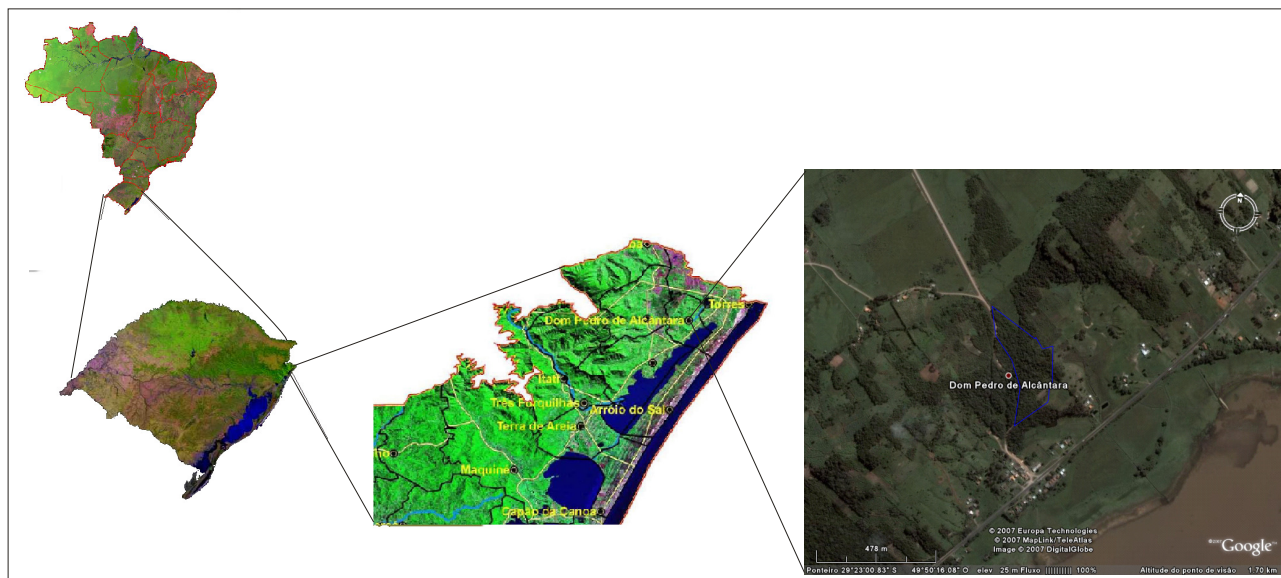 Torres
Dom Pedro de Alcântara
Itati
Três Forquilhas
Arroio do Sal
Terra de Areia
Maquiné
Capão da Canoa
N
Dom Pedro de Alcântara
© 2007 Europa Technologies
© 2007 MapLink/TeleAtlas
Image © 2007 DigitalGlobe
478 m
Google
Ponteiro 29°23'00.83" S 49°50'16.08" O elev 25 m Fluxo |||||||||| 100% Altitude do ponto de visão 1.70 km